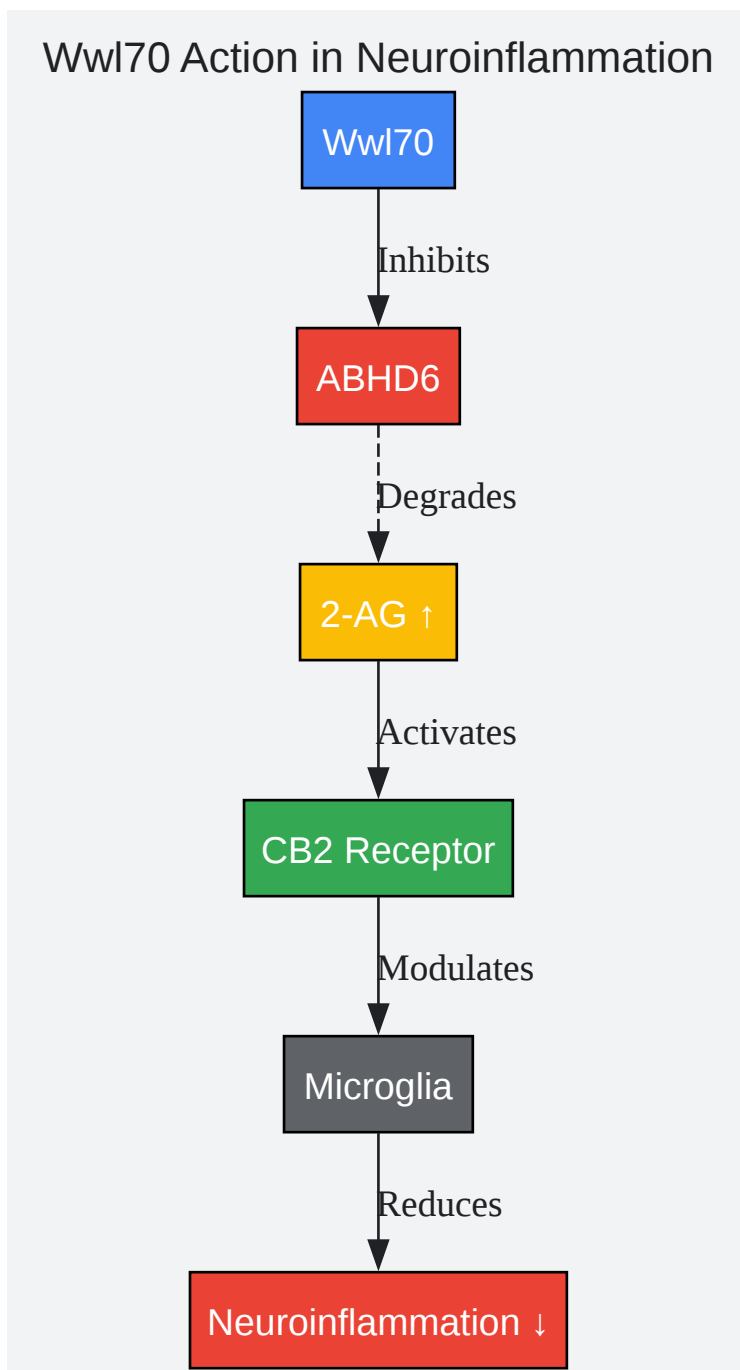 Wwl70 Action in Neuroinflammation
Wwl70
Inhibits
ABHD6
Degrades
2-AG ↑
Activates
CB2 Receptor
Modulates
Microglia
Reduces
Neuroinflammation ↓